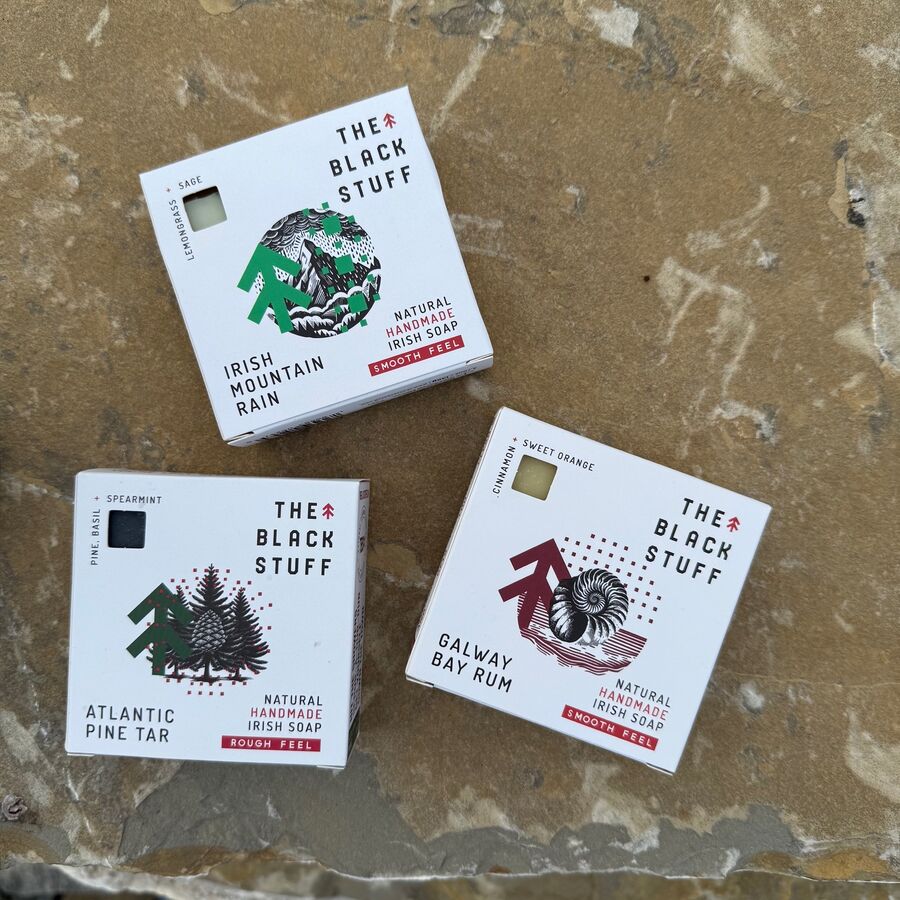 LEMONGRASS + SAGE
THE
BLACK
STUFF
IRISH
MOUNTAIN
RAIN
NATURAL
HANDMADE
IRISH SOAP
SMOOTH FEEL
PINE, BASIL + SPEARMINT
THE
BLACK
STUFF
ATLANTIC
PINE TAR
NATURAL
HANDMADE
IRISH SOAP
ROUGH FEEL
CINNAMON + SWEET ORANGE
THE
BLACK
STUFF
GALWAY
BAY RUM
NATURAL
HANDMADE
IRISH SOAP
SMOOTH FEEL